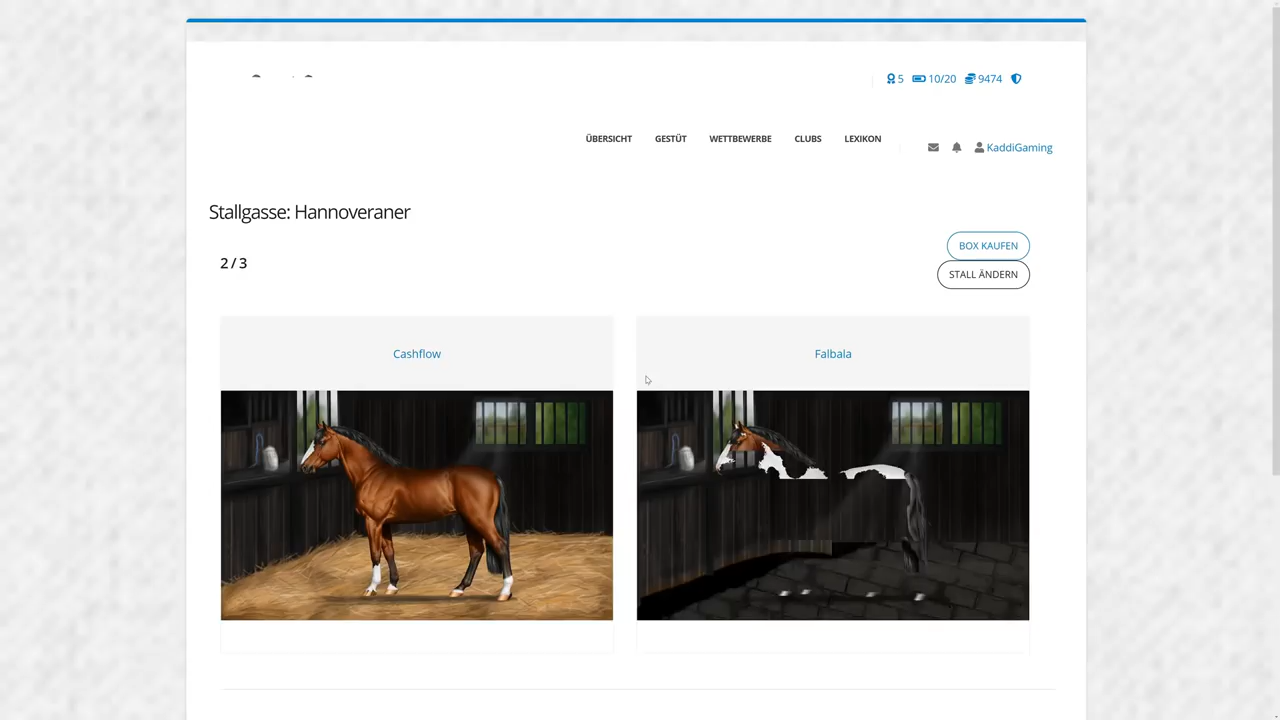 5 10/20 9474
ÜBERSICHT GESTÜT WETTBEWERBE CLUBS LEXIKON
KaddiGaming
Stallgasse: Hannoveraner
BOX KAUFEN
2 / 3
STALL ÄNDERN
Cashflow Falbala